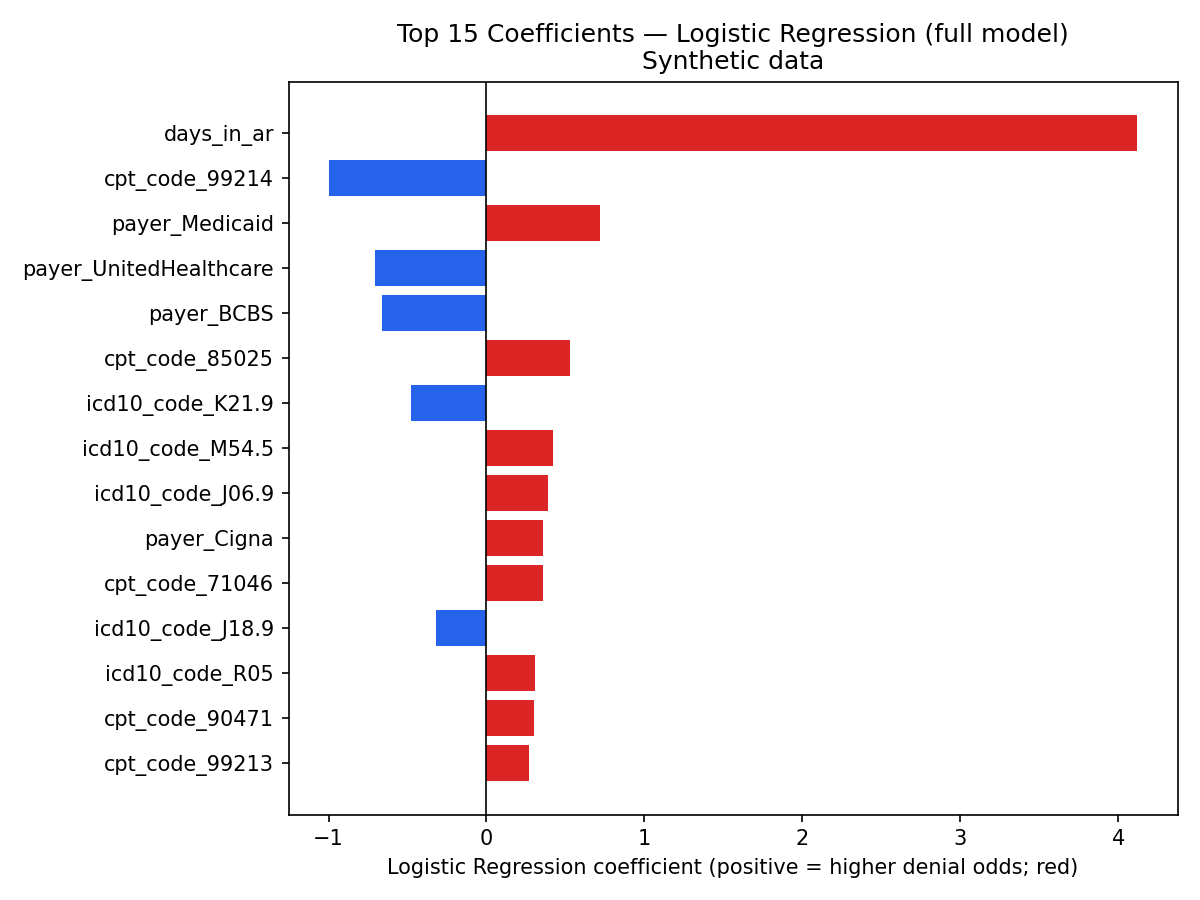 Top 15 Coefficients — Logistic Regression (full model)
Synthetic data
days_in_ar
cpt_code_99214
payer_Medicaid
payer_UnitedHealthcare
payer_BCBS
cpt_code_85025
icd10_code_K21.9
icd10_code_M54.5
icd10_code_J06.9
payer_Cigna
cpt_code_71046
icd10_code_J18.9
icd10_code_R05
cpt_code_90471
cpt_code_99213
−1 0 1 2 3 4
Logistic Regression coefficient (positive = higher denial odds; red)